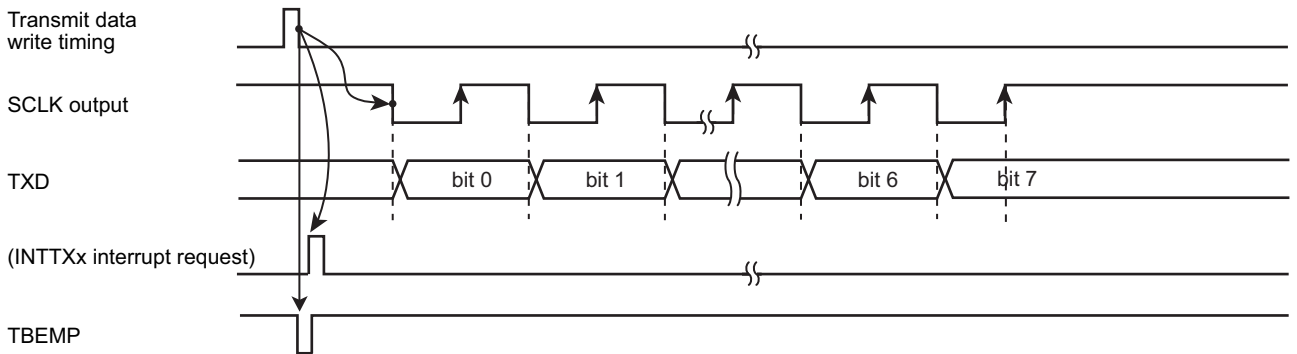 Transmit data
write timing
SCLK output
TXD
bit 0
bit 1
bit 6
bit 7
(INTTXx interrupt request)
TBEMP